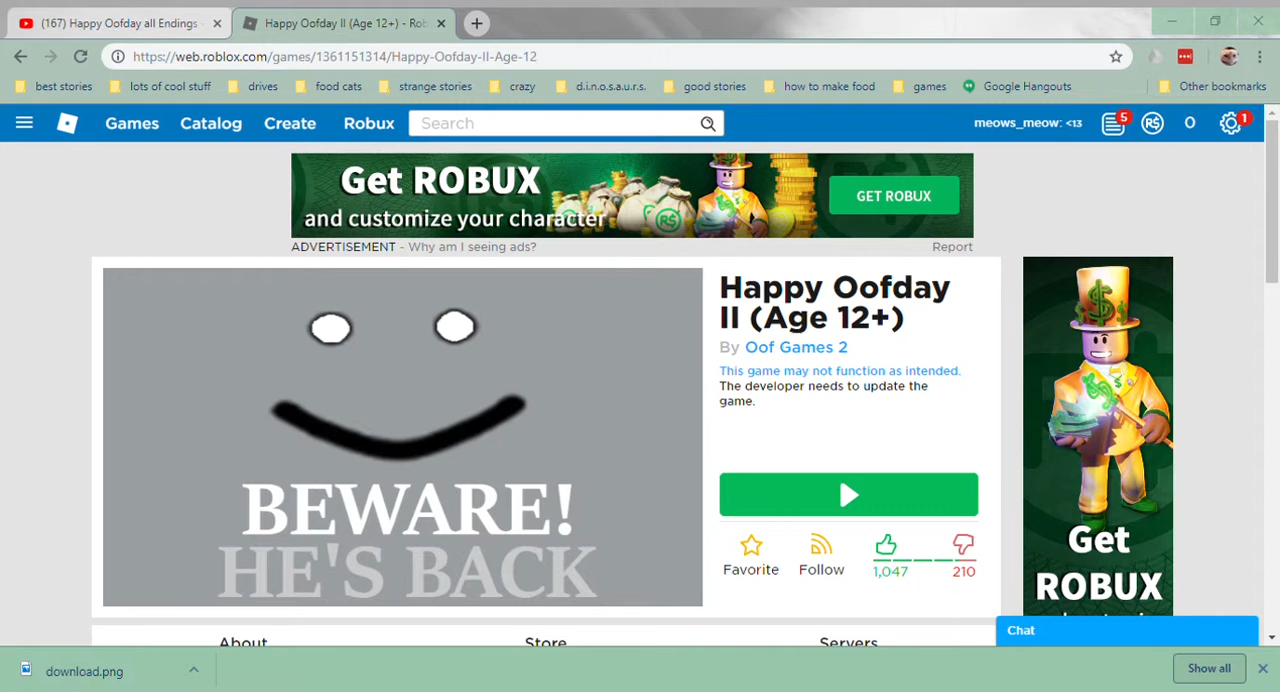 (167) Happy Oofday all Endings
Happy Oofday II (Age 12+) - Rob
https://web.roblox.com/games/1361151314/Happy-Oofday-II-Age-12
best stories lots of cool stuff drives food cats strange stories crazy d.i.n.o.s.a.u.r.s. good stories how to make food games Google Hangouts Other bookmarks
Games Catalog Create Robux Search meows_meow: <13 5 R$ 0 1
Get ROBUX
and customize your character
GET ROBUX
ADVERTISEMENT - Why am I seeing ads? Report
Happy Oofday
II (Age 12+)
By Oof Games 2
This game may not function as intended.
The developer needs to update the
game.
BEWARE!
HE'S BACK
Favorite Follow 1,047 210
Get
ROBUX
About Store Servers
Chat
download.png Show all